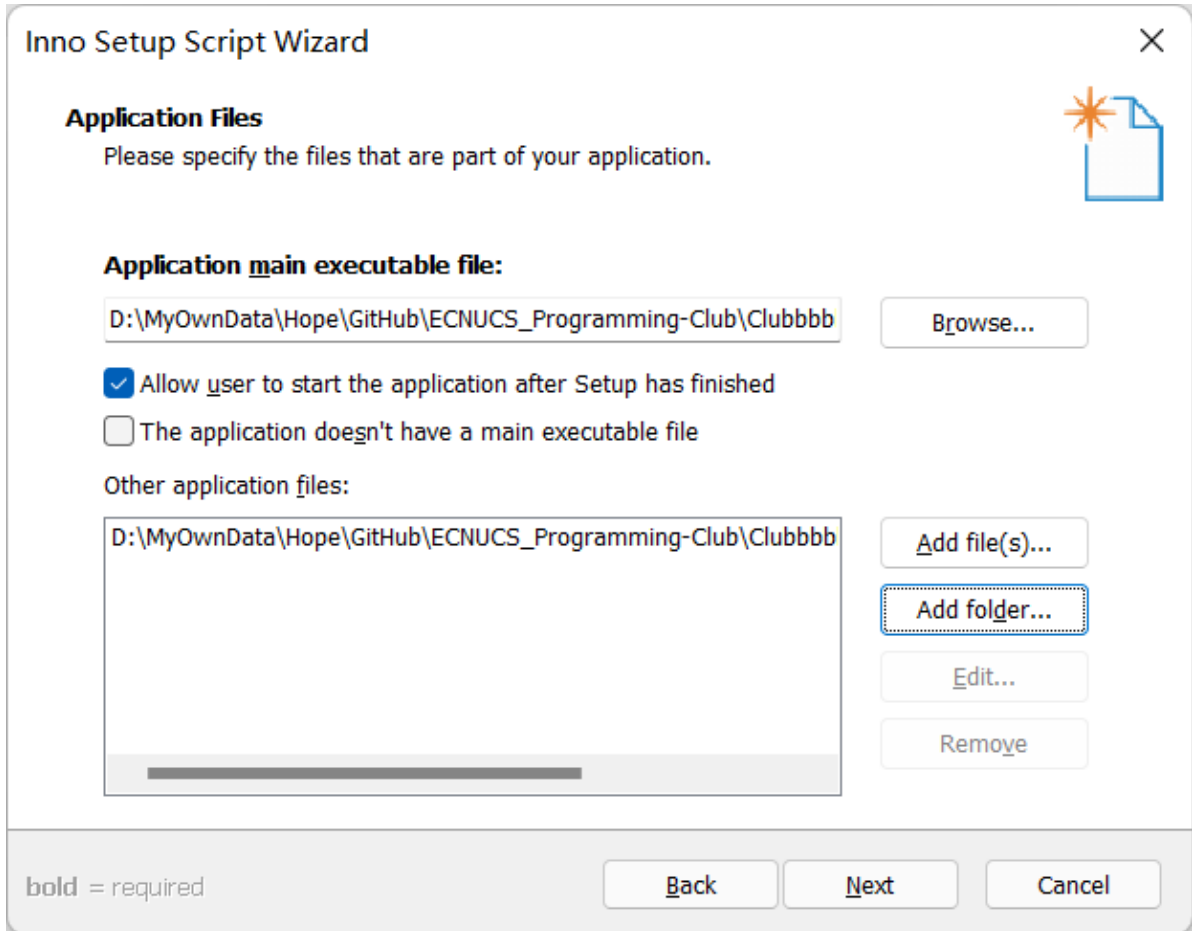 Inno Setup Script Wizard
Application Files
Please specify the files that are part of your application.
Application main executable file:
D:\MyOwnData\Hope\GitHub\ECNUCS_Programming-Club\Clubbbb
Browse...
Allow user to start the application after Setup has finished
The application doesn't have a main executable file
Other application files:
D:\MyOwnData\Hope\GitHub\ECNUCS_Programming-Club\Clubbbb
Add file(s)...
Add folder...
Edit...
Remove
bold = required
Back
Next
Cancel